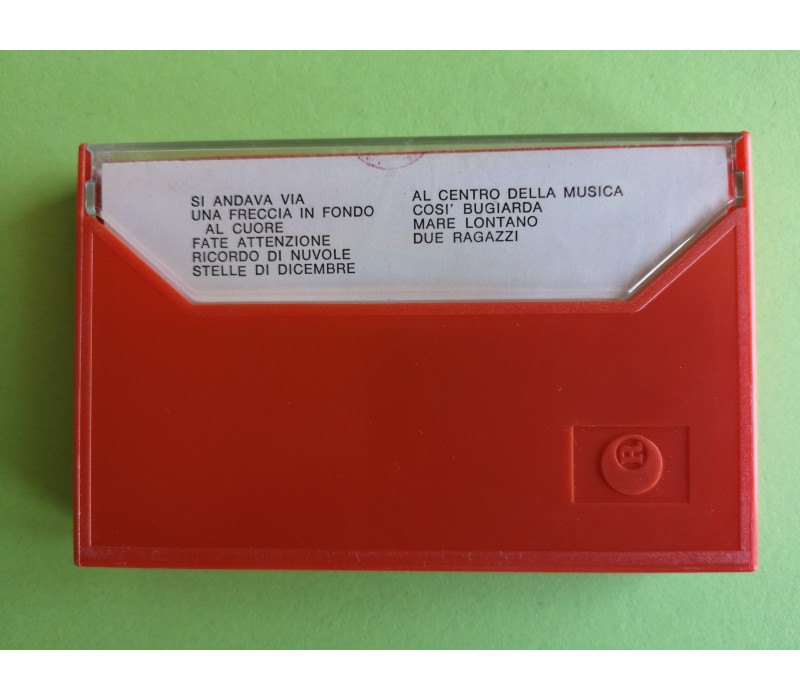 SI ANDAVA VIA
UNA FRECCIA IN FONDO
AL CUORE
FATE ATTENZIONE
RICORDO DI NUVOLE
STELLE DI DICEMBRE
AL CENTRO DELLA MUSICA
COSI' BUGIARDA
MARE LONTANO
DUE RAGAZZI
R